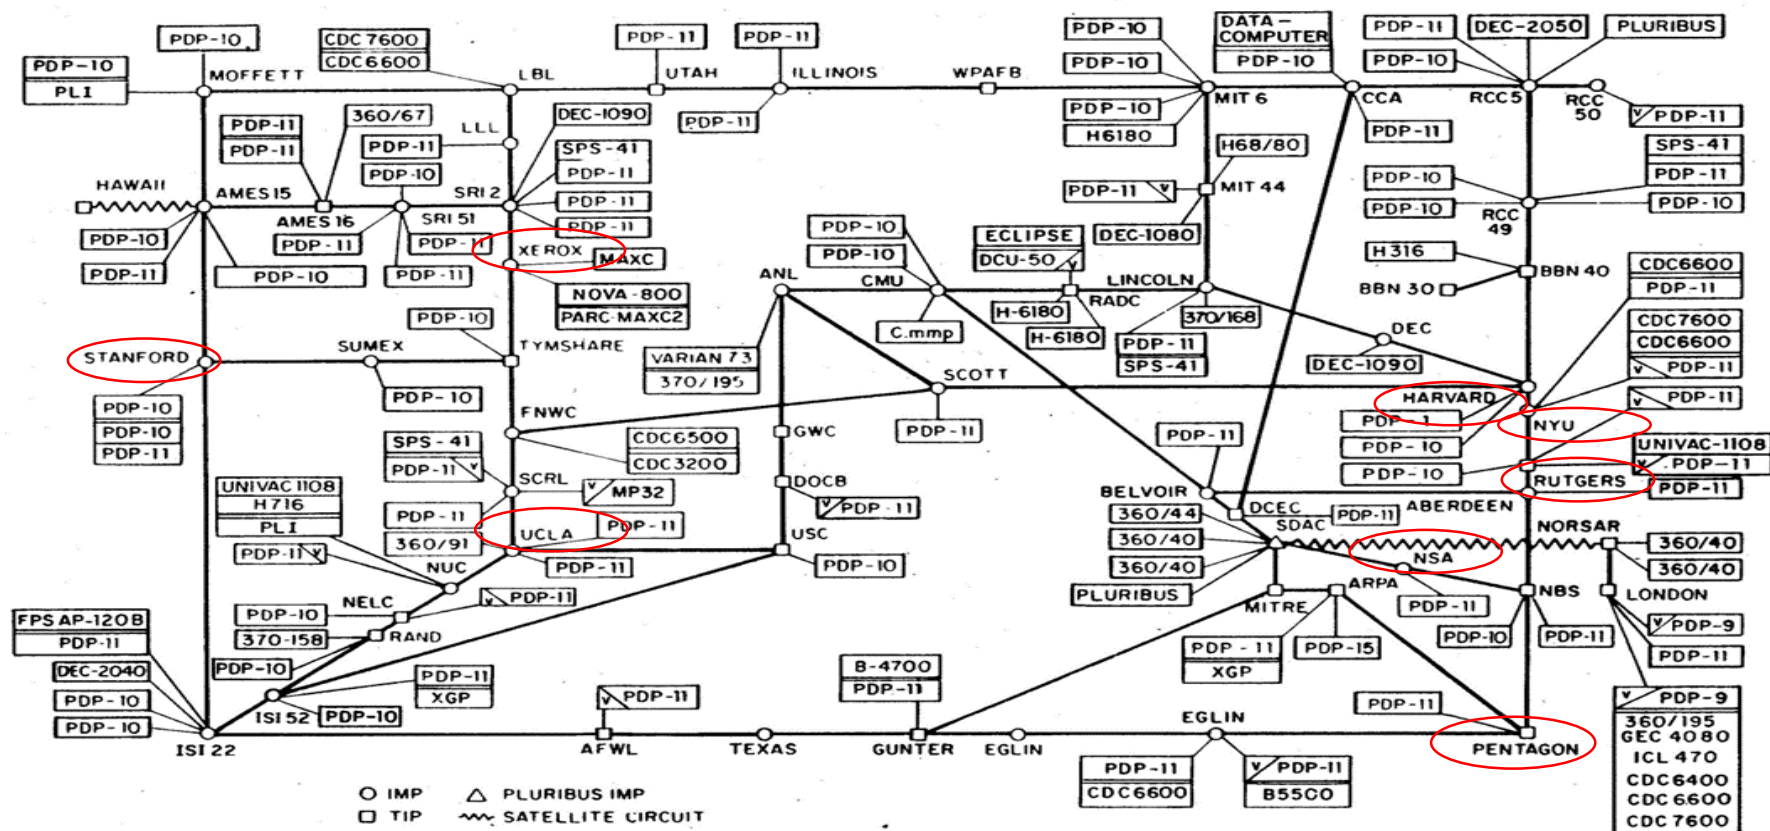 PDP-10
CDC 7600
CDC6600
PDP-11
PDP-11
PDP-10
PDP-10
DATA-
COMPUTER
PDP-10
PDP-11
PDP-10
DEC-2050
PLURIBUS
PDP-10
PLI
MOFFETT
LBL
UTAH
ILLINOIS
PDP-11
WPAFB
PDP-10
H6180
MIT 6
CCA
PDP-11
RCC5
RCC
50
PDP-11
PDP-11
PDP-11
360/67
LLL
PDP-11
DEC-1090
SPS-41
PDP-11
PDP-11
PDP-11
H68/80
PDP-11
MIT 44
DEC-1080
PDP-10
PDP-10
RCC
49
SPS-41
PDP-11
PDP-10
HAWAII
AMES 15
AMES 16
PDP-10
SRI 51
SRI 2
PDP-10
PDP-11
PDP-10
PDP-11
PDP-11
PDP-11
XEROX
MAXC
NOVA-800
PARC-MAXC2
PDP-10
PDP-10
ANL
CMU
C.mmp
ECLIPSE
DCU-50
RADC
H-6180
H-6180
LINCOLN
370/168
PDP-11
SPS-41
H316
BBN 40
BBN 30
CDC6600
PDP-11
CDC7600
CDC6600
PDP-11
PDP-11
STANFORD
SUMEX
PDP-10
TYMSHARE
PDP-10
PDP-10
PDP-10
PDP-11
VARIAN 73
370/195
SCOTT
PDP-11
DEC
DEC-1090
HARVARD
PDP-10
PDP-10
NYU
UNIVAC-1108
PDP-11
RUTGERS
PDP-11
FNWC
CDC6500
CDC3200
GWC
SPS-41
PDP-11
SCRL
MP32
DOCB
PDP-11
PDP-11
BELVOIR
ABERDEEN
UNIVAC 1108
H716
PLI
PDP-11
PDP-11
360/91
UCLA
PDP-11
PDP-11
USC
PDP-10
360/44
360/40
360/40
PLURIBUS
DCEC
PDP-11
SDAC
NSA
PDP-11
NORSAR
360/40
360/40
NUC
NELC
PDP-10
PDP-11
370-158
RAND
PDP-10
MITRE
ARPA
PDP-11
XGP
PDP-15
NBS
PDP-10
PDP-11
LONDON
PDP-9
PDP-11
FPS AP-120B
PDP-11
DEC-2040
PDP-10
PDP-10
PDP-11
XGP
ISI 52
PDP-10
PDP-11
B-4700
PDP-11
PDP-11
PDP-9
360/195
GEC 4080
ICL 470
CDC6400
CDC6600
CDC7600
ISI 22
AFWL
TEXAS
GUNTER
EGLIN
EGLIN
PENTAGON
PDP-11
CDC6600
PDP-11
B5500
IMP
PLURIBUS IMP
TIP
SATELLITE CIRCUIT